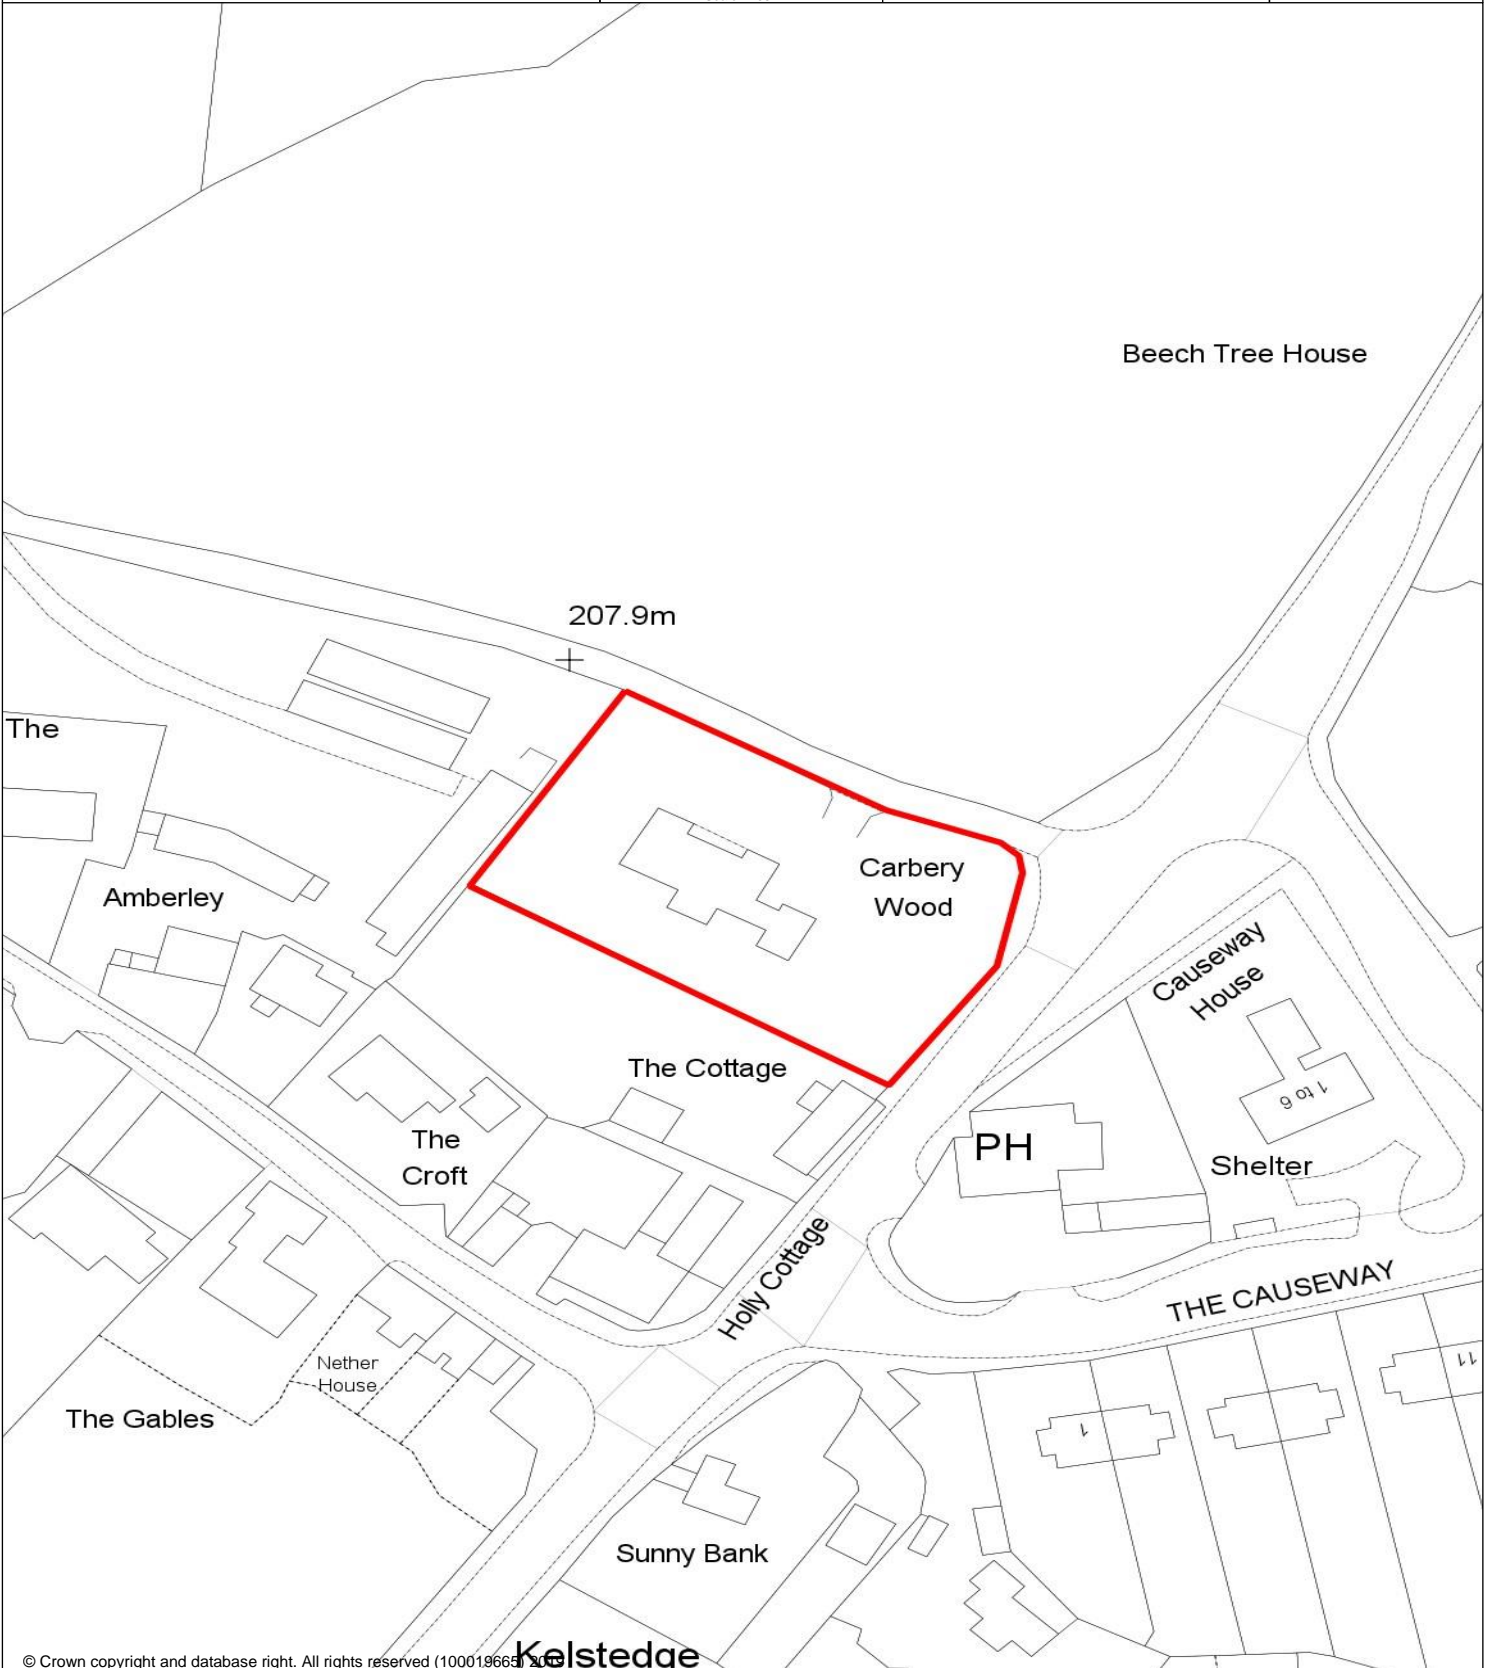 Beech Tree House
207.9m
The
Carbery
Wood
Amberley
Causeway
House
The Cottage
1 to 6
The
Croft
PH
Shelter
Holly Cottage
THE CAUSEWAY
Nether
House
11
The Gables
1
Sunny Bank
Kelstedge
© Crown copyright and database right. All rights reserved (100019665)